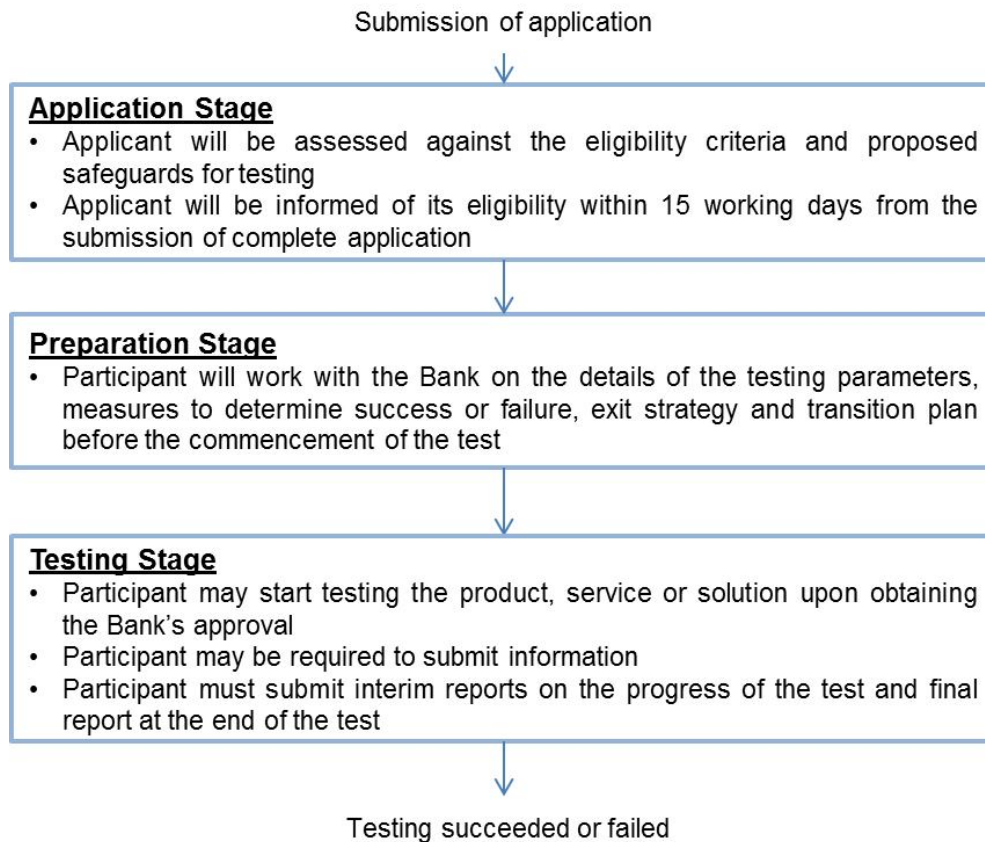 Submission of application
Application Stage
• Applicant will be assessed against the eligibility criteria and proposed
safeguards for testing
• Applicant will be informed of its eligibility within 15 working days from the
submission of complete application
Preparation Stage
• Participant will work with the Bank on the details of the testing parameters,
measures to determine success or failure, exit strategy and transition plan
before the commencement of the test
Testing Stage
• Participant may start testing the product, service or solution upon obtaining
the Bank’s approval
• Participant may be required to submit information
• Participant must submit interim reports on the progress of the test and final
report at the end of the test
Testing succeeded or failed